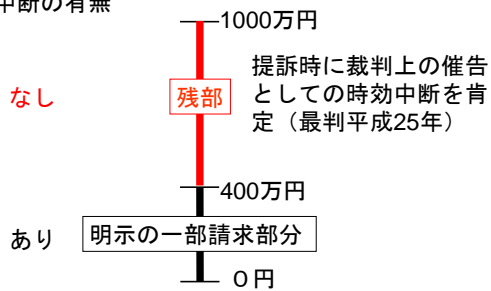 中断の有無
1000万円
なし
残部
提訴時に裁判上の催告
としての時効中断を肯
定（最判平成25年）
400万円
あり
明示の一部請求部分
０円